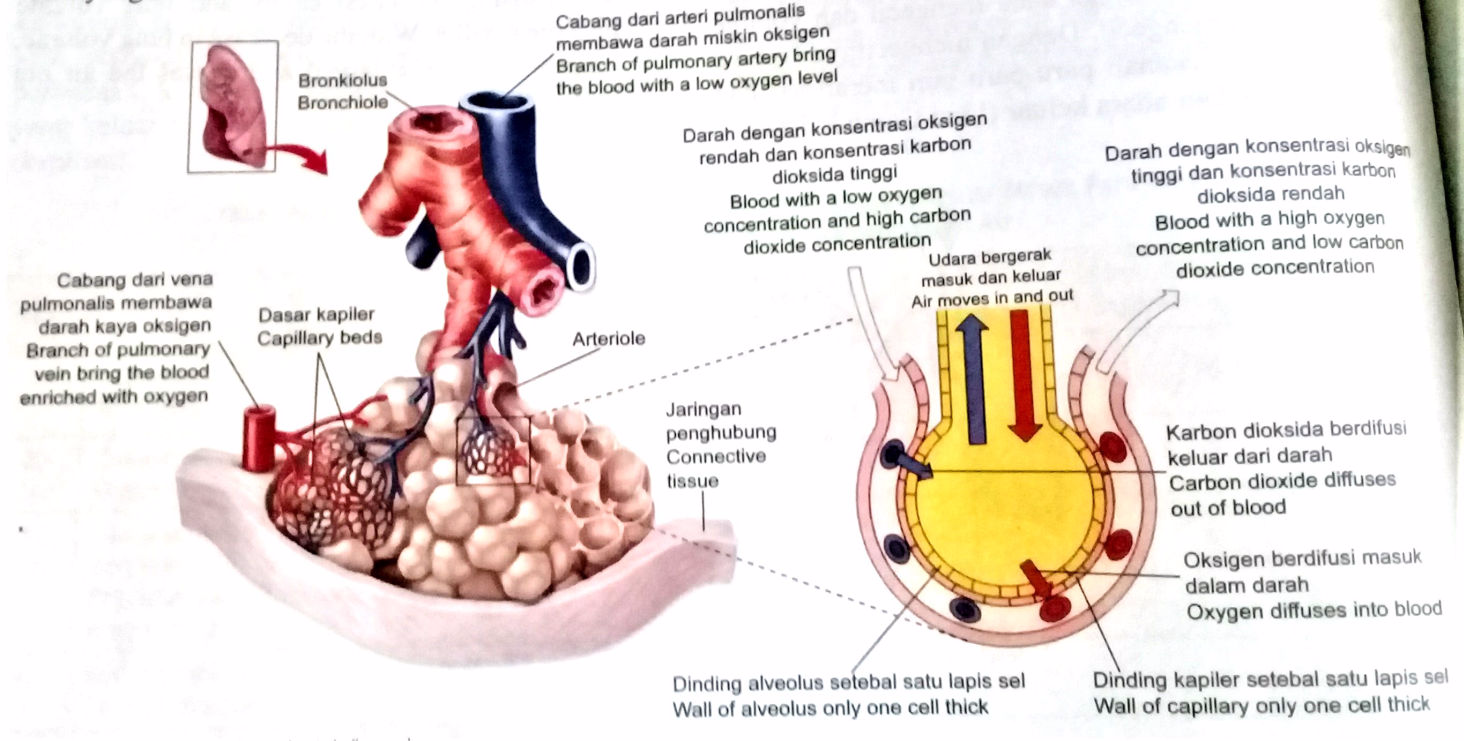 Cabang dari arteri pulmonalis
membawa darah miskin oksigen
Branch of pulmonary artery bring
the blood with a low oxygen level
Bronkiolus
Bronchiole
Darah dengan konsentrasi oksigen
rendah dan konsentrasi karbon
dioksida tinggi
Blood with a low oxygen
concentration and high carbon
dioxide concentration
Darah dengan konsentrasi oksigen
tinggi dan konsentrasi karbon
dioksida rendah
Blood with a high oxygen
concentration and low carbon
dioxide concentration
Udara bergerak
masuk dan keluar
Air moves in and out
Cabang dari vena
pulmonalis membawa
darah kaya oksigen
Branch of pulmonary
vein bring the blood
enriched with oxygen
Dasar kapiler
Capillary beds
Arteriole
Jaringan
penghubung
Connective
tissue
Karbon dioksida berdifusi
keluar dari darah
Carbon dioxide diffuses
out of blood
Oksigen berdifusi masuk
dalam darah
Oxygen diffuses into blood
Dinding alveolus setebal satu lapis sel
Wall of alveolus only one cell thick
Dinding kapiler setebal satu lapis sel
Wall of capillary only one cell thick